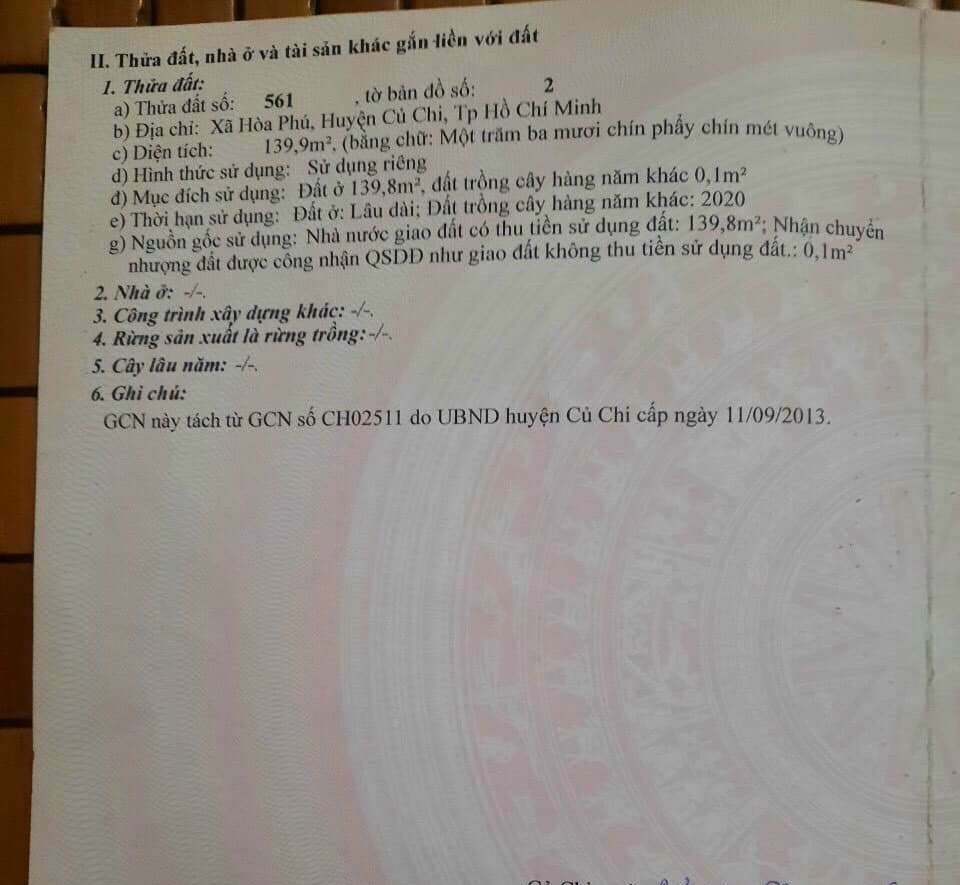 II. Thửa đất, nhà ở và tài sản khác gắn liền với đất
1. Thửa đất:
a) Thửa đất số: 561 , tờ bản đồ số: 2
b) Địa chỉ: Xã Hòa Phú, Huyện Củ Chi, Tp Hồ Chí Minh
c) Diện tích: 139,9m², (bằng chữ: Một trăm ba mươi chín phẩy chín mét vuông)
d) Hình thức sử dụng: Sử dụng riêng
đ) Mục đích sử dụng: Đất ở 139,8m², đất trồng cây hàng năm khác 0,1m²
e) Thời hạn sử dụng: Đất ở: Lâu dài; Đất trồng cây hàng năm khác: 2020
g) Nguồn gốc sử dụng: Nhà nước giao đất có thu tiền sử dụng đất: 139,8m²; Nhận chuyển
nhượng đất được công nhận QSDĐ như giao đất không thu tiền sử dụng đất.: 0,1m²
2. Nhà ở: -/-.
3. Công trình xây dựng khác: -/-.
4. Rừng sản xuất là rừng trồng: -/-.
5. Cây lâu năm: -/-.
6. Ghi chú:
GCN này tách từ GCN số CH02511 do UBND huyện Củ Chi cấp ngày 11/09/2013.